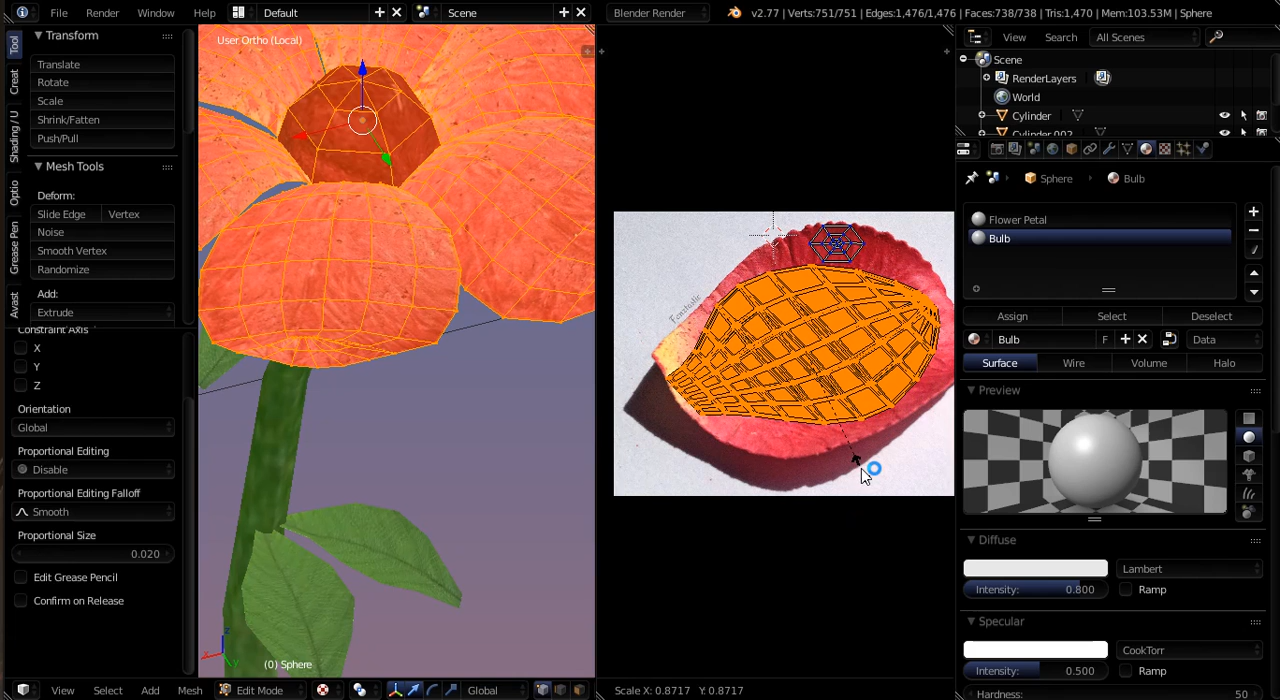 File Render Window Help Default Scene Blender Render v2.77 | Verts:751/751 | Edges:1,476/1,476 | Faces:738/738 | Tris:1,470 | Mem:103.53M | Sphere
Tool
Creat
Shading / U
Optio
Grease Pen
Avast
Transform
Translate
Rotate
Scale
Shrink/Fatten
Push/Pull
Mesh Tools
Deform:
Slide Edge Vertex
Noise
Smooth Vertex
Randomize
Add:
Extrude
Constraint Axis
X
Y
Z
Orientation
Global
Proportional Editing
Disable
Proportional Editing Falloff
Smooth
Proportional Size
0.020
Edit Grease Pencil
Confirm on Release
User Ortho (Local)
(0) Sphere
View Select Add Mesh Edit Mode Global
Scale X: 0.8717 Y: 0.8717
View Search All Scenes
Scene
RenderLayers
World
Cylinder
Cylinder.002
Sphere Bulb
Flower Petal
Bulb
Assign Select Deselect
Bulb F Data
Surface Wire Volume Halo
Preview
Diffuse
Lambert
Intensity: 0.800 Ramp
Specular
CookTorr
Intensity: 0.500 Ramp
Hardness: 50